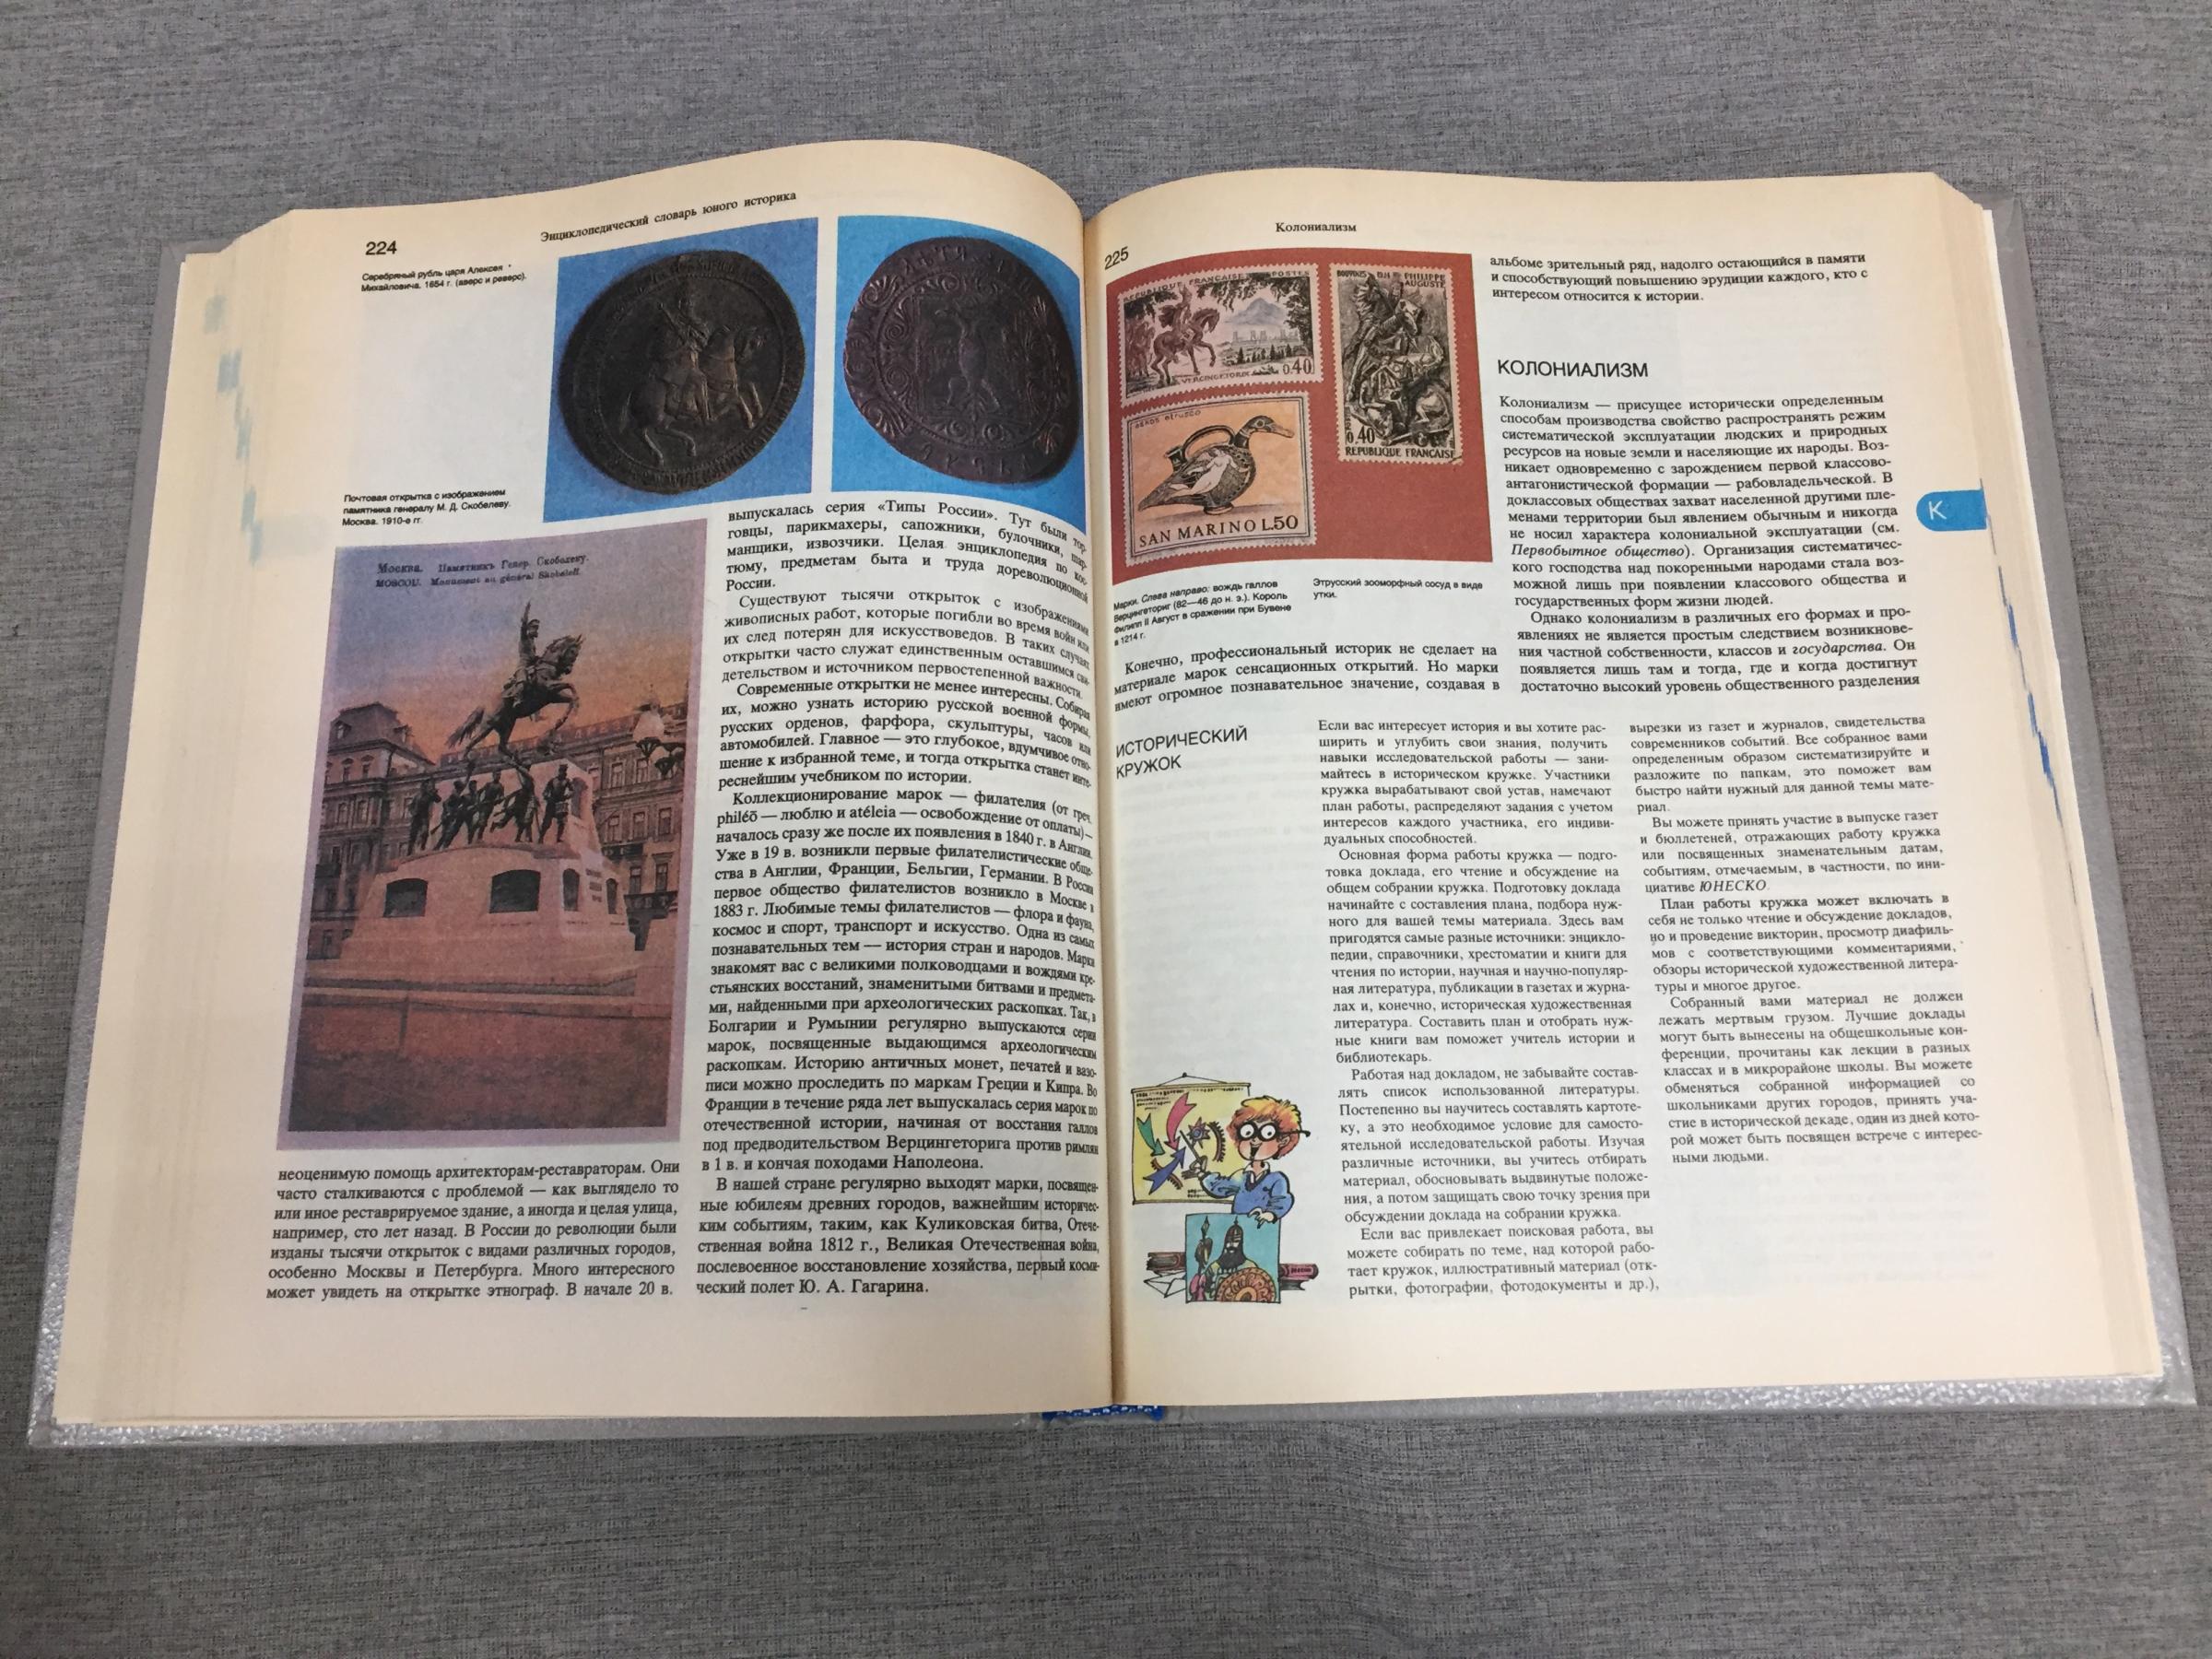 224
Энциклопедический словарь юного историка
Серебряный рубль царя Алексея
Михайловича. 1654 г. (аверс и реверс).
Почтовая открытка с изображением
памятника генералу М. Д. Скобелеву.
Москва. 1910-е гг.
Москва. Памятникъ Генер. Скобелеву.
MOSCOU. Monument au général Skobeleff.
неоценимую помощь архитекторам-реставраторам. Они
часто сталкиваются с проблемой — как выглядело то
или иное реставрируемое здание, а иногда и целая улица,
например, сто лет назад. В России до революции были
изданы тысячи открыток с видами различных городов,
особенно Москвы и Петербурга. Много интересного
может увидеть на открытке этнограф. В начале 20 в.
выпускалась серия «Типы России». Тут были тор-
говцы, парикмахеры, сапожники, булочники, шар-
манщики, извозчики. Целая энциклопедия по кос-
тюму, предметам быта и труда дореволюционной
России.
Существуют тысячи открыток с изображениями
живописных работ, которые погибли во время войн или
их след потерян для искусствоведов. В таких случаях
открытки часто служат единственным оставшимся сви-
детельством и источником первостепенной важности.
Современные открытки не менее интересны. Собирая
их, можно узнать историю русской военной формы,
русских орденов, фарфора, скульптуры, часов или
автомобилей. Главное — это глубокое, вдумчивое отно-
шение к избранной теме, и тогда открытка станет инте-
реснейшим учебником по истории.
Коллекционирование марок — филателия (от греч.
philéō — люблю и atéleia — освобождение от оплаты) —
началось сразу же после их появления в 1840 г. в Англии.
Уже в 19 в. возникли первые филателистические обще-
ства в Англии, Франции, Бельгии, Германии. В России
первое общество филателистов возникло в Москве в
1883 г. Любимые темы филателистов — флора и фауна,
космос и спорт, транспорт и искусство. Одна из самых
познавательных тем — история стран и народов. Марки
знакомят вас с великими полководцами и вождями кре-
стьянских восстаний, знаменитыми битвами и предмета-
ми, найденными при археологических раскопках. Так, в
Болгарии и Румынии регулярно выпускаются серии
марок, посвященные выдающимся археологическим
раскопкам. Историю античных монет, печатей и вазо-
писи можно проследить по маркам Греции и Кипра. Во
Франции в течение ряда лет выпускалась серия марок по
отечественной истории, начиная от восстания галлов
под предводительством Верцингеторига против римлян
в 1 в. и кончая походами Наполеона.
В нашей стране регулярно выходят марки, посвящен-
ные юбилеям древних городов, важнейшим историчес-
ким событиям, таким, как Куликовская битва, Отече-
ственная война 1812 г., Великая Отечественная война,
послевоенное восстановление хозяйства, первый косми-
ческий полет Ю. А. Гагарина.
225
Колониализм
REPUBLIQUE FRANÇAISE POSTES
VERCINGETORIX 0.40
BOUVINES 1214 PHILIPPE
AUGUSTE
0,40
REPUBLIQUE FRANÇAISE
ASKOS ETRUSCO
SAN MARINO L.50
Марки. Слева направо: вождь галлов
Верцингеториг (82—46 до н. э.). Король
Филипп II Август в сражении при Бувене
в 1214 г.
Этрусский зооморфный сосуд в виде
утки.
Конечно, профессиональный историк не сделает на
материале марок сенсационных открытий. Но марки
имеют огромное познавательное значение, создавая в
альбоме зрительный ряд, надолго остающийся в памяти
и способствующий повышению эрудиции каждого, кто с
интересом относится к истории.
КОЛОНИАЛИЗМ
Колониализм — присущее исторически определенным
способам производства свойство распространять режим
систематической эксплуатации людских и природных
ресурсов на новые земли и населяющие их народы. Воз-
никает одновременно с зарождением первой классово-
антагонистической формации — рабовладельческой. В
доклассовых обществах захват населенной другими пле-
менами территории был явлением обычным и никогда
не носил характера колониальной эксплуатации (см.
Первобытное общество). Организация систематичес-
кого господства над покоренными народами стала воз-
можной лишь при появлении классового общества и
государственных форм жизни людей.
Однако колониализм в различных его формах и про-
явлениях не является простым следствием возникнове-
ния частной собственности, классов и государства. Он
появляется лишь там и тогда, где и когда достигнут
достаточно высокий уровень общественного разделения
К
ИСТОРИЧЕСКИЙ
КРУЖОК
Если вас интересует история и вы хотите рас-
ширить и углубить свои знания, получить
навыки исследовательской работы — зани-
майтесь в историческом кружке. Участники
кружка вырабатывают свой устав, намечают
план работы, распределяют задания с учетом
интересов каждого участника, его индиви-
дуальных способностей.
Основная форма работы кружка — подго-
товка доклада, его чтение и обсуждение на
общем собрании кружка. Подготовку доклада
начинайте с составления плана, подбора нуж-
ного для вашей темы материала. Здесь вам
пригодятся самые разные источники: энцикло-
педии, справочники, хрестоматии и книги для
чтения по истории, научная и научно-популяр-
ная литература, публикации в газетах и журна-
лах и, конечно, историческая художественная
литература. Составить план и отобрать нуж-
ные книги вам поможет учитель истории и
библиотекарь.
Работая над докладом, не забывайте состав-
лять список использованной литературы.
Постепенно вы научитесь составлять картоте-
ку, а это необходимое условие для самосто-
ятельной исследовательской работы. Изучая
различные источники, вы учитесь отбирать
материал, обосновывать выдвинутые положе-
ния, а потом защищать свою точку зрения при
обсуждении доклада на собрании кружка.
Если вас привлекает поисковая работа, вы
можете собирать по теме, над которой рабо-
тает кружок, иллюстративный материал (отк-
рытки, фотографии, фотодокументы и др.),
вырезки из газет и журналов, свидетельства
современников событий. Все собранное вами
определенным образом систематизируйте и
разложите по папкам, это поможет вам
быстро найти нужный для данной темы мате-
риал.
Вы можете принять участие в выпуске газет
и бюллетеней, отражающих работу кружка
или посвященных знаменательным датам,
событиям, отмечаемым, в частности, по ини-
циативе ЮНЕСКО.
План работы кружка может включать в
себя не только чтение и обсуждение докладов,
но и проведение викторин, просмотр диафиль-
мов с соответствующими комментариями,
обзоры исторической художественной литера-
туры и многое другое.
Собранный вами материал не должен
лежать мертвым грузом. Лучшие доклады
могут быть вынесены на общешкольные кон-
ференции, прочитаны как лекции в разных
классах и в микрорайоне школы. Вы можете
обменяться собранной информацией со
школьниками других городов, принять уча-
стие в исторической декаде, один из дней кото-
рой может быть посвящен встрече с интерес-
ными людьми.